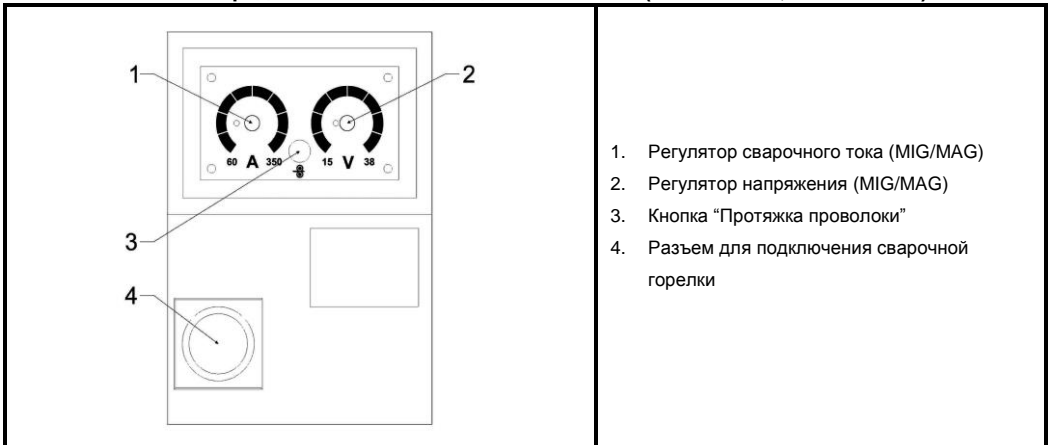 1
2
60 A 350
15 V 38
3
4
1. Регулятор сварочного тока (MIG/MAG)
2. Регулятор напряжения (MIG/MAG)
3. Кнопка “Протяжка проволоки”
4. Разъем для подключения сварочной
горелки